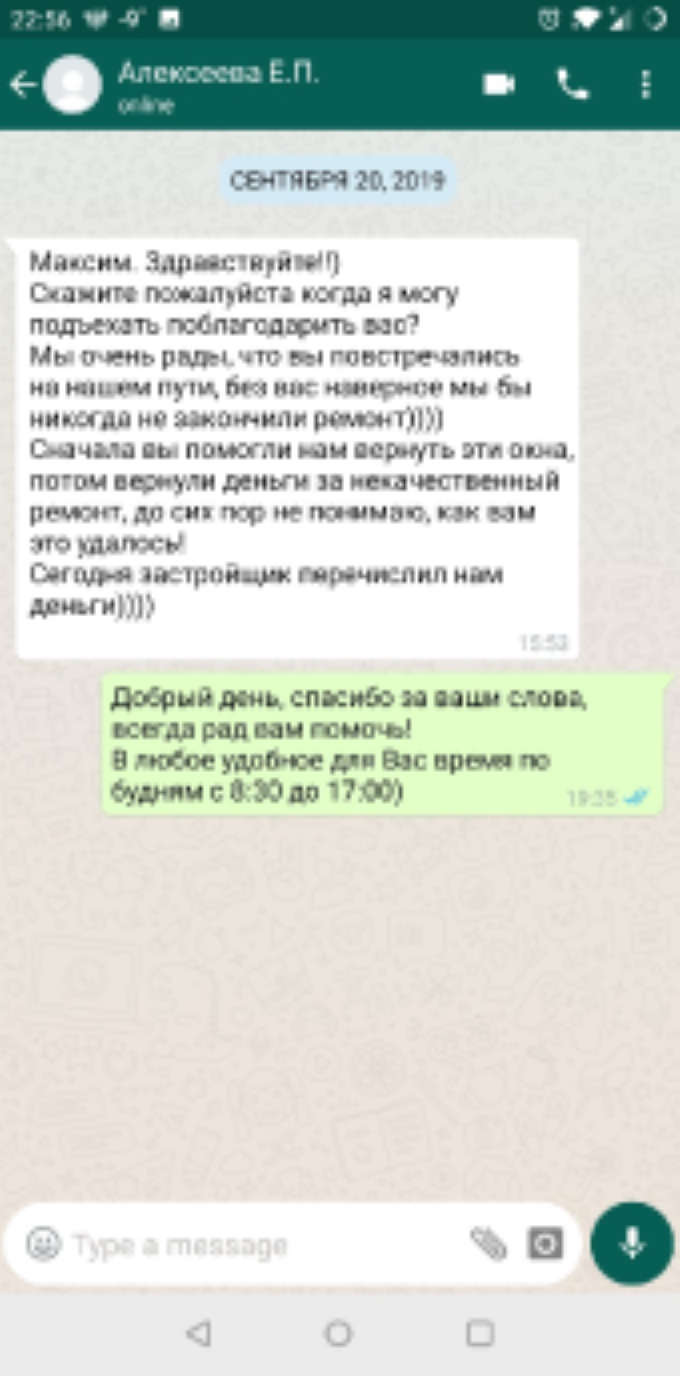 22:56 -9°
Алексеева Е.П.
online
СЕНТЯБРЯ 20, 2019
Максим. Здравствуйте!!)
Скажите пожалуйста когда я могу
подъехать поблагодарить вас?
Мы очень рады, что вы повстречались
на нашем пути, без вас наверное мы бы
никогда не закончили ремонт))))
Сначала вы помогли нам вернуть эти окна,
потом вернули деньги за некачественный
ремонт, до сих пор не понимаю, как вам
это удалось!
Сегодня застройщик перечислил нам
деньги))))
15:53
Добрый день, спасибо за ваши слова,
всегда рад вам помочь!
В любое удобное для Вас время по
будням с 8:30 до 17:00)
19:35
Type a message